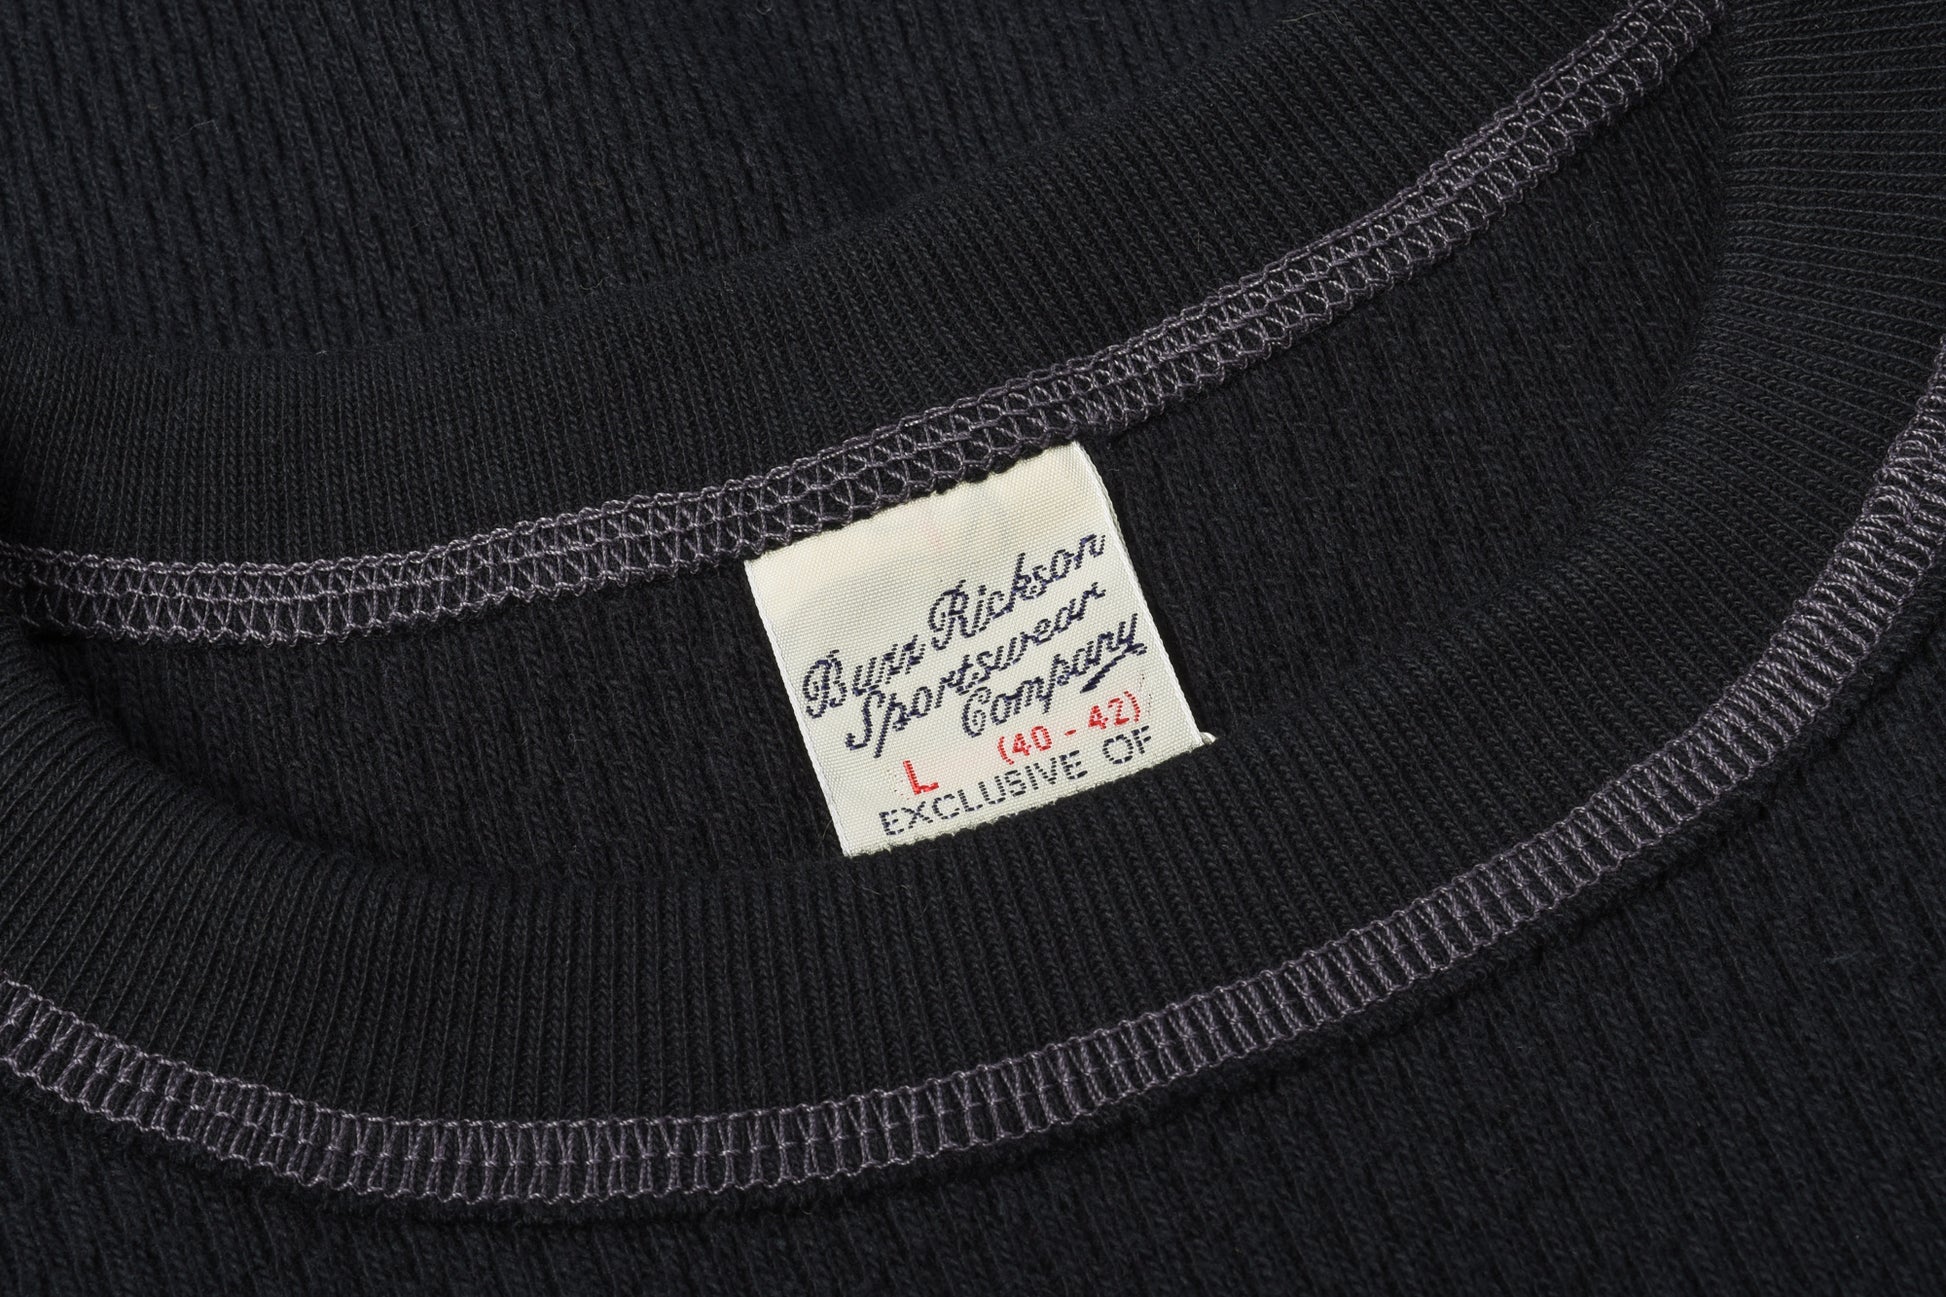 Buzz Rickson
Sportswear
Company
L (40 - 42)
EXCLUSIVE OF